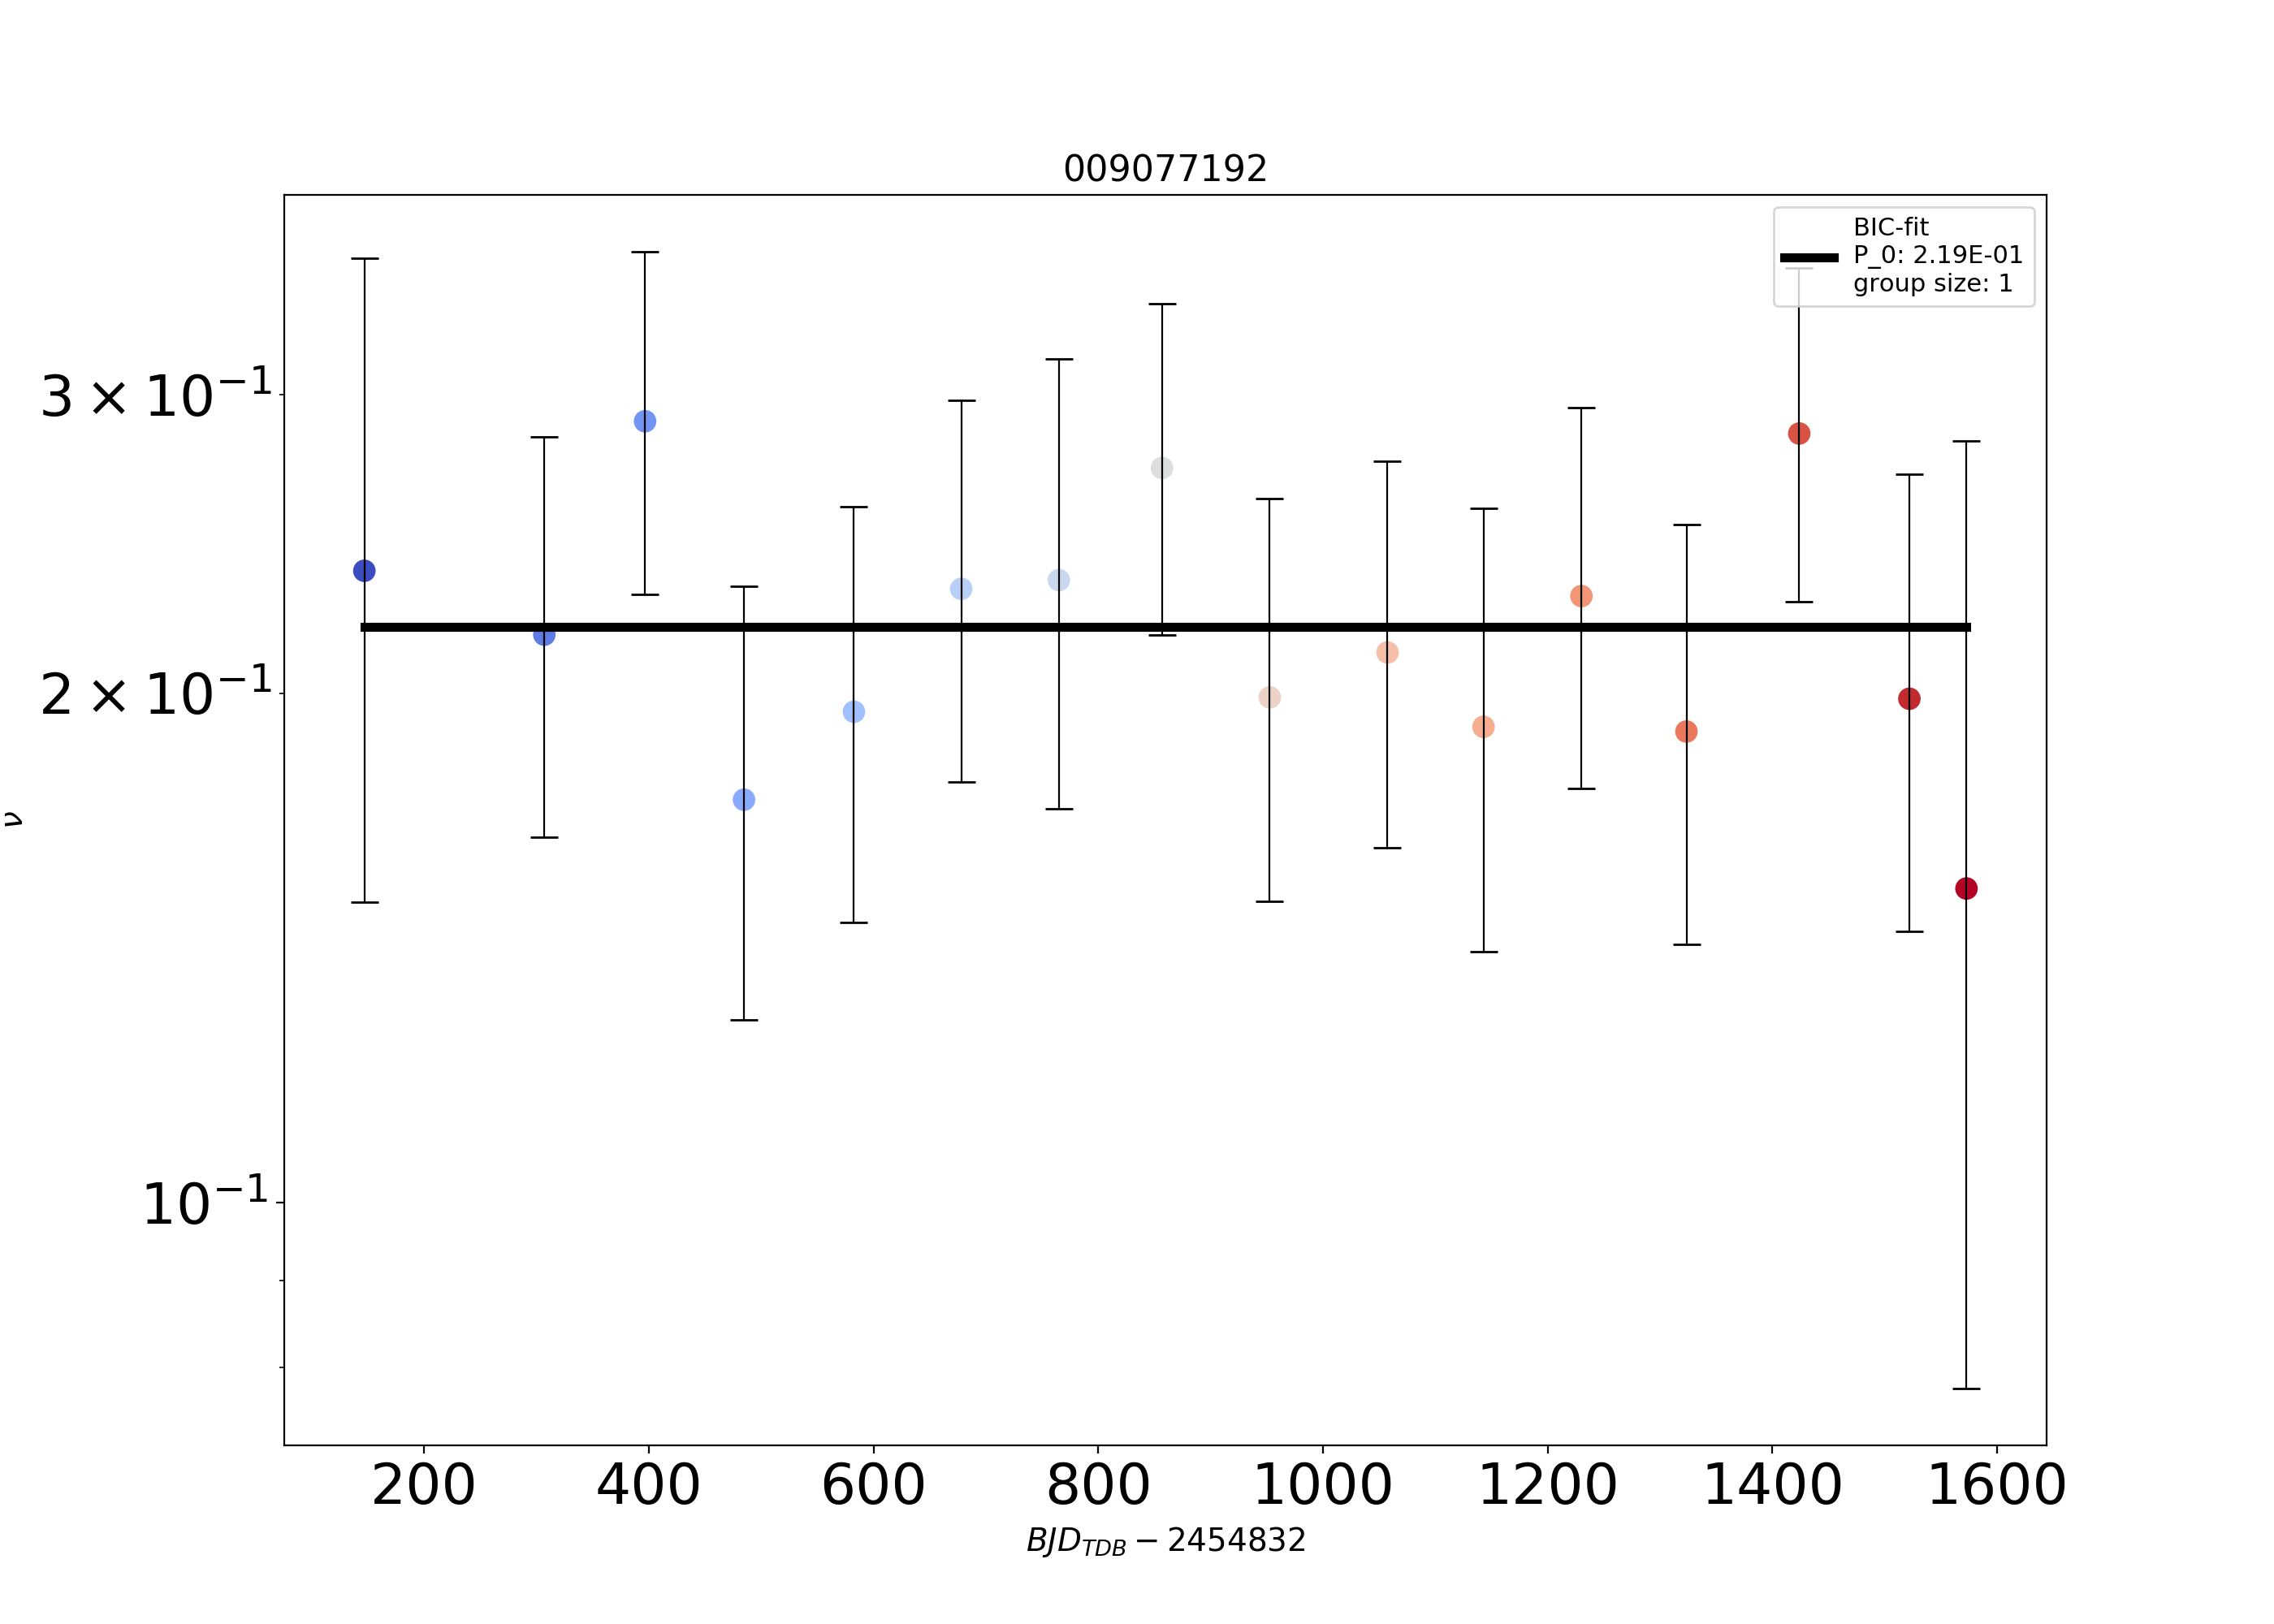 009077192
BIC-fit
P_0: 2.19E-01
group size: 1
3 × 10⁻¹
2 × 10⁻¹
10⁻¹
ν
200 400 600 800 1000 1200 1400 1600
BJD_TDB − 2454832